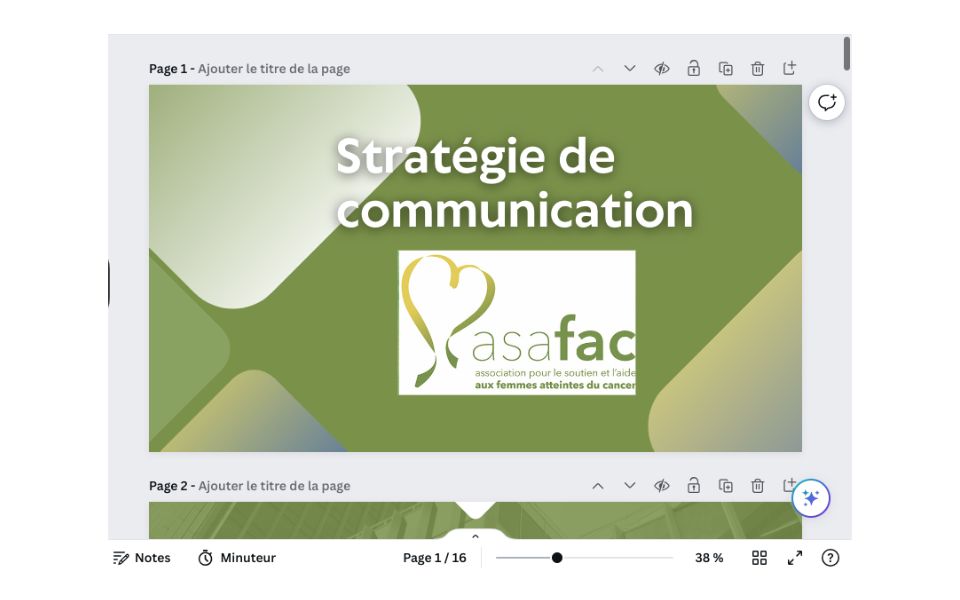 Page 1 - Ajouter le titre de la page
Stratégie de
communication
asafac
association pour le soutien et l'aide
aux femmes atteintes du cancer
Page 2 - Ajouter le titre de la page
Notes
Minuteur
Page 1 / 16
38 %
?